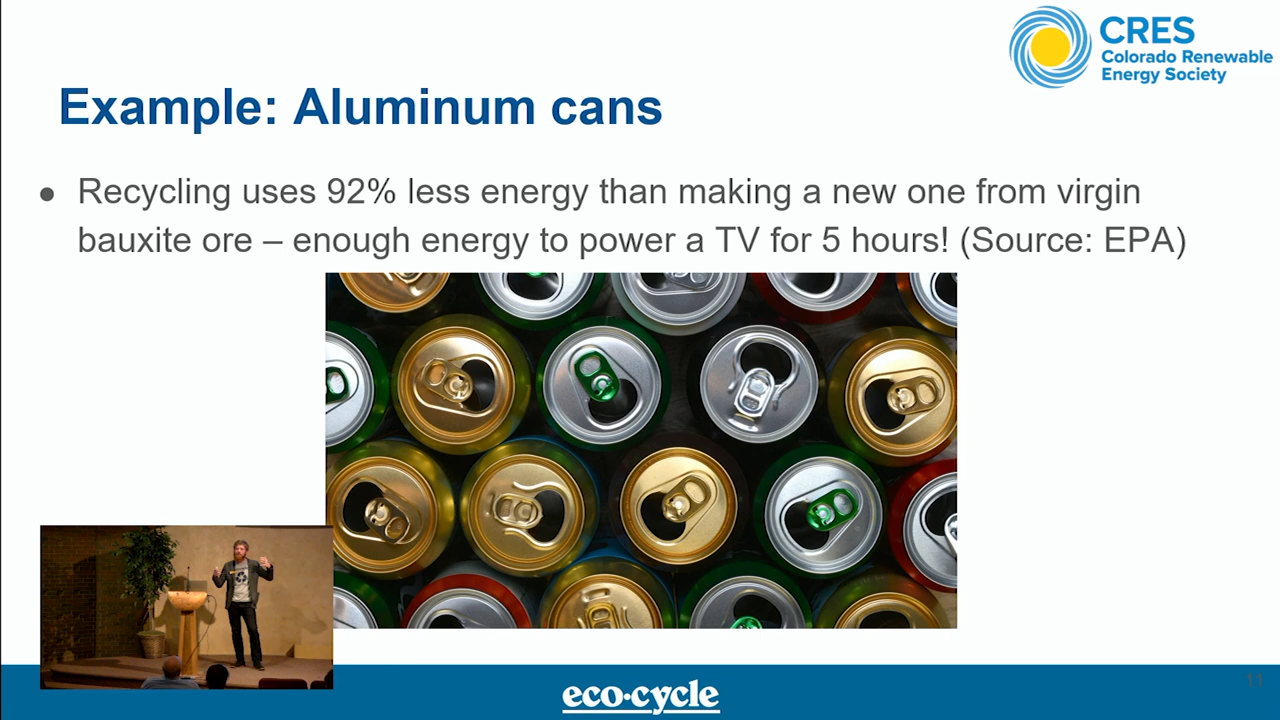 CRES
Colorado Renewable
Energy Society
Example: Aluminum cans
● Recycling uses 92% less energy than making a new one from virgin
bauxite ore – enough energy to power a TV for 5 hours! (Source: EPA)
eco·cycle
11